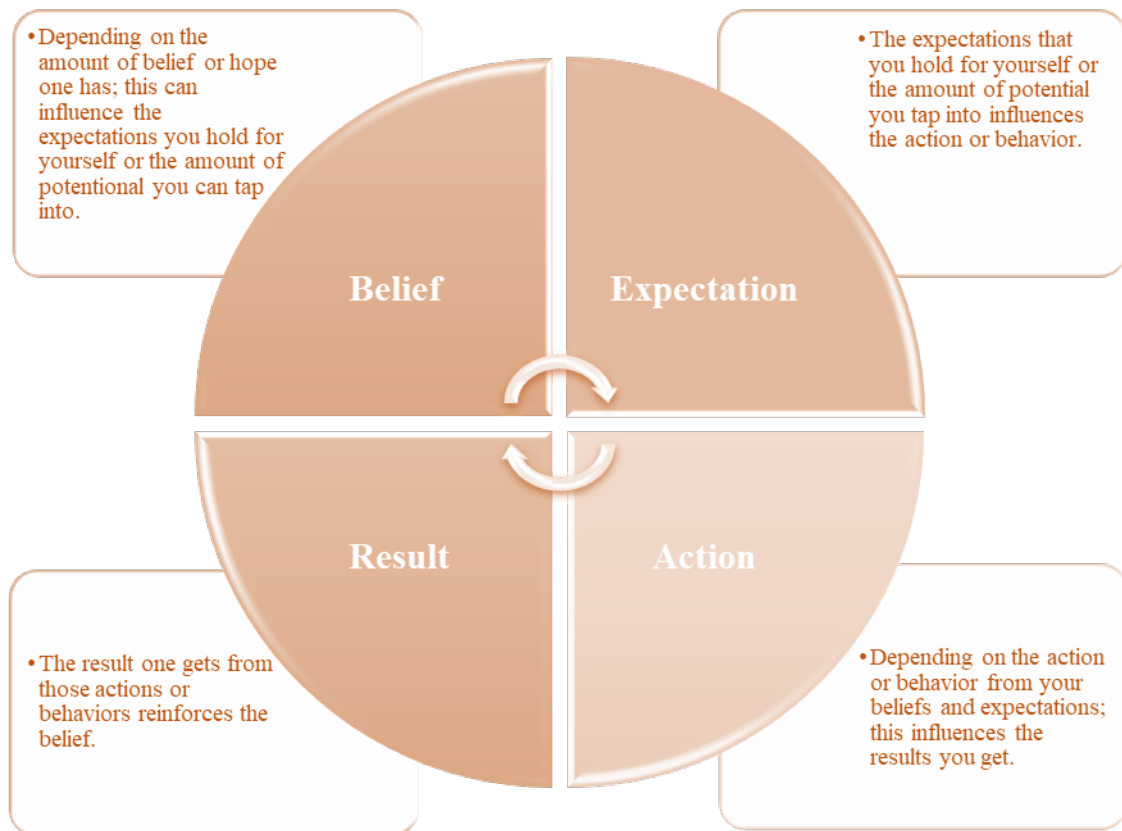 •Depending on the
amount of belief or hope
one has; this can
influence the
expectations you hold for
yourself or the amount of
potentional you can tap
into.
•The expectations that
you hold for yourself or
the amount of potential
you tap into influences
the action or behavior.
Belief
Expectation
Result
Action
•The result one gets from
those actions or
behaviors reinforces the
belief.
•Depending on the action
or behavior from your
beliefs and expectations;
this influences the
results you get.